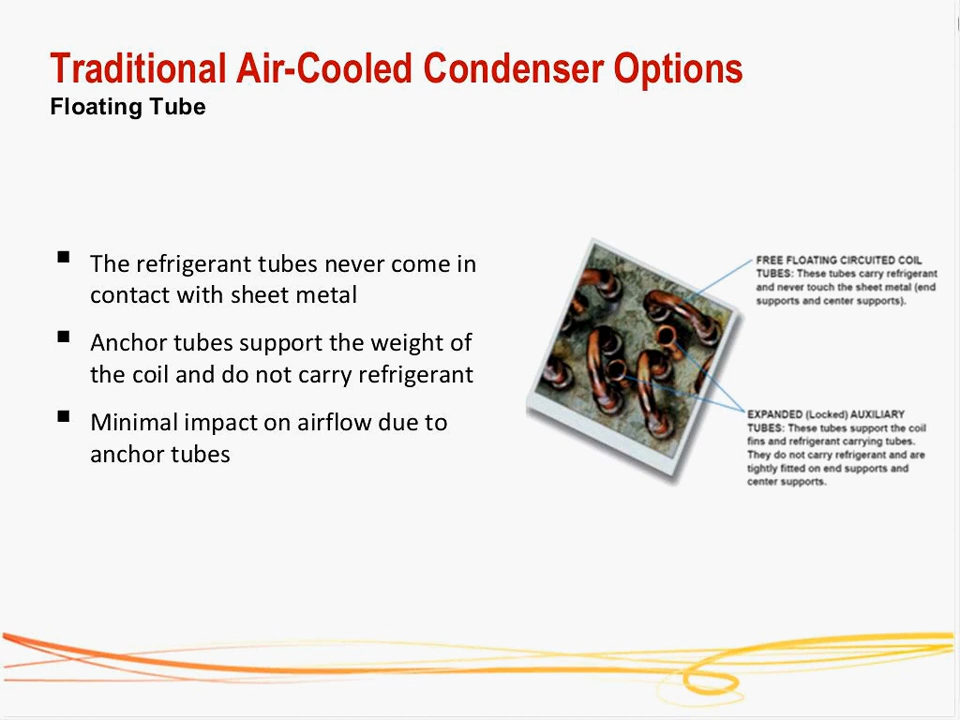 Traditional Air-Cooled Condenser Options
Floating Tube
▪ The refrigerant tubes never come in
contact with sheet metal
▪ Anchor tubes support the weight of
the coil and do not carry refrigerant
▪ Minimal impact on airflow due to
anchor tubes
FREE FLOATING CIRCUITED COIL
TUBES: These tubes carry refrigerant
and never touch the sheet metal (end
supports and center supports).
EXPANDED (Locked) AUXILIARY
TUBES: These tubes support the coil
fins and refrigerant carrying tubes.
They do not carry refrigerant and are
tightly fitted on end supports and
center supports.